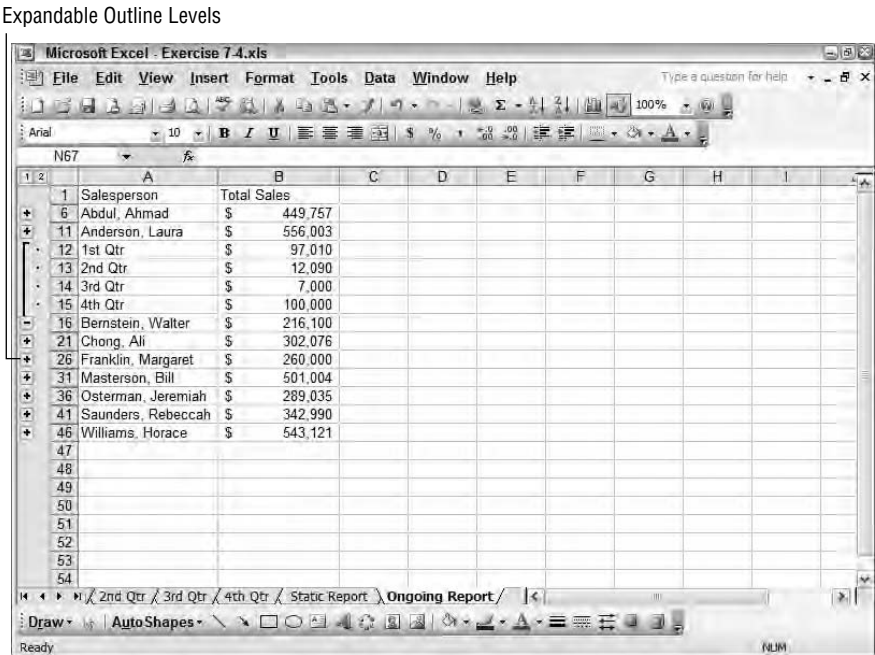 Expandable Outline Levels
Microsoft Excel - Exercise 7-4.xls
File Edit View Insert Format Tools Data Window Help Type a question for help
100%
Arial 10 B I U $ %
N67 fx
1 2 A B C D E F G H I
1 Salesperson Total Sales
6 Abdul, Ahmad $ 449,757
11 Anderson, Laura $ 556,003
12 1st Qtr $ 97,010
13 2nd Qtr $ 12,090
14 3rd Qtr $ 7,000
15 4th Qtr $ 100,000
16 Bernstein, Walter $ 216,100
21 Chong, Ali $ 302,076
26 Franklin, Margaret $ 260,000
31 Masterson, Bill $ 501,004
36 Osterman, Jeremiah $ 289,035
41 Saunders, Rebeccah $ 342,990
46 Williams, Horace $ 543,121
47
48
49
50
51
52
53
54
2nd Qtr / 3rd Qtr / 4th Qtr / Static Report \ Ongoing Report /
Draw AutoShapes A
Ready NUM